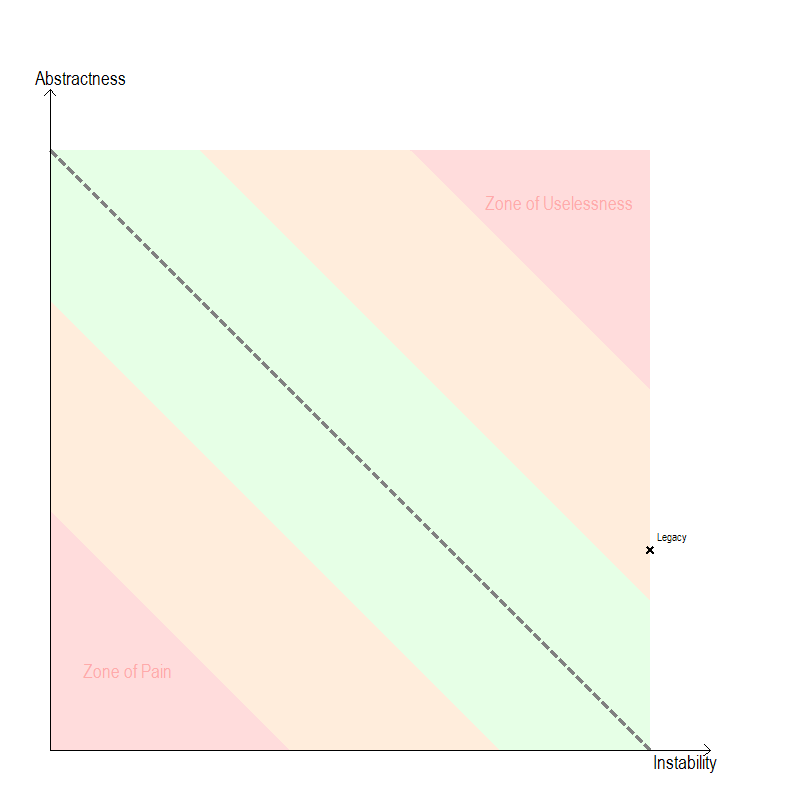 Abstractness
Zone of Uselessness
Legacy
Zone of Pain
Instability